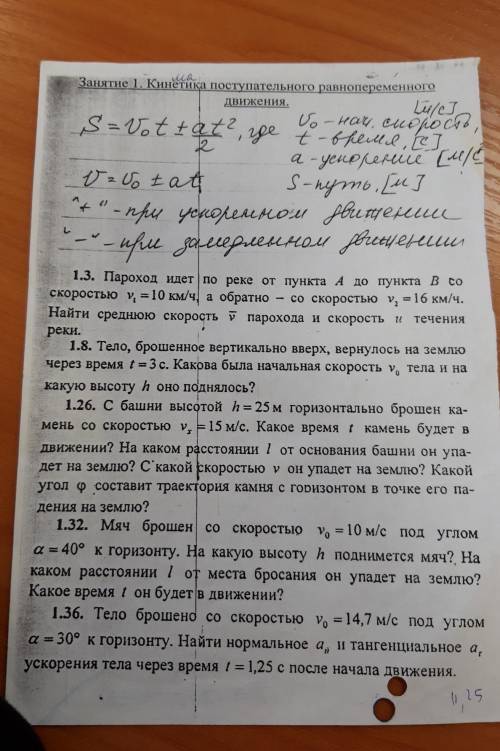 Занятие 1. Кинетика поступательного равнопеременного
ма
движения.
S = v₀t ± at²/2, где v₀ - нач. скорость, [м/с]
t - время, [с]
a - ускорение [м/с
v = v₀ ± at, S - путь, [м]
"+" - при ускоренном движении
"-" - при замедленном движении
1.3. Пароход идет по реке от пункта A до пункта B со
скоростью v₁ = 10 км/ч, а обратно – со скоростью v₂ = 16 км/ч.
Найти среднюю скорость v̅ парохода и скорость u течения
реки.
1.8. Тело, брошенное вертикально вверх, вернулось на землю
через время t = 3 с. Какова была начальная скорость v₀ тела и на
какую высоту h оно поднялось?
1.26. С башни высотой h = 25 м горизонтально брошен ка-
мень со скоростью vₓ = 15 м/с. Какое время t камень будет в
движении? На каком расстоянии l от основания башни он упа-
дет на землю? С какой скоростью v он упадет на землю? Какой
угол φ составит траектория камня с горизонтом в точке его па-
дения на землю?
1.32. Мяч брошен со скоростью v₀ = 10 м/с под углом
α = 40° к горизонту. На какую высоту h поднимется мяч? На
каком расстоянии l от места бросания он упадет на землю?
Какое время t он будет в движении?
1.36. Тело брошено со скоростью v₀ = 14,7 м/с под углом
α = 30° к горизонту. Найти нормальное aₙ и тангенциальное aτ
ускорения тела через время t = 1,25 с после начала движения.
11,25